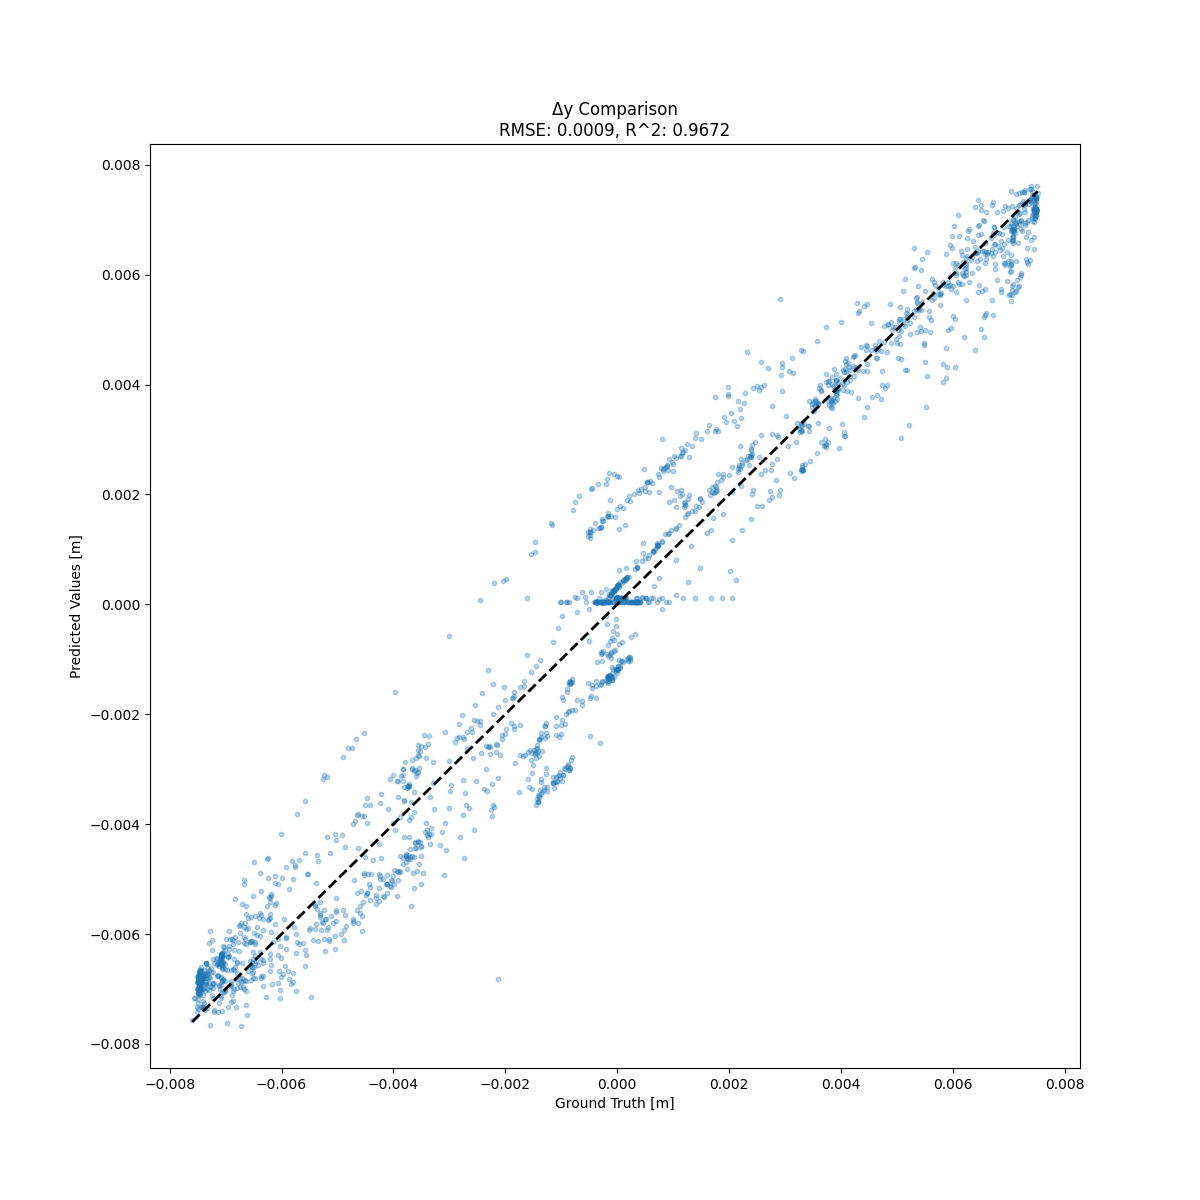 Δy Comparison
RMSE: 0.0009, R^2: 0.9672
Predicted Values [m]
0.008
0.006
0.004
0.002
0.000
−0.002
−0.004
−0.006
−0.008
−0.008 −0.006 −0.004 −0.002 0.000 0.002 0.004 0.006 0.008
Ground Truth [m]